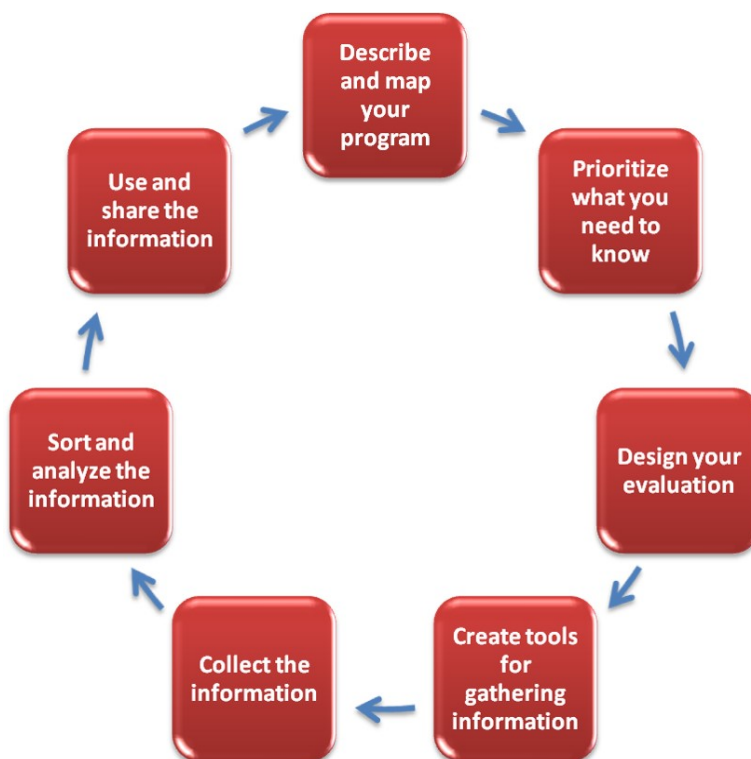 Describe
and map
your
program
Prioritize
what you
need to
know
Design your
evaluation
Create tools
for
gathering
information
Collect the
information
Sort and
analyze the
information
Use and
share the
information